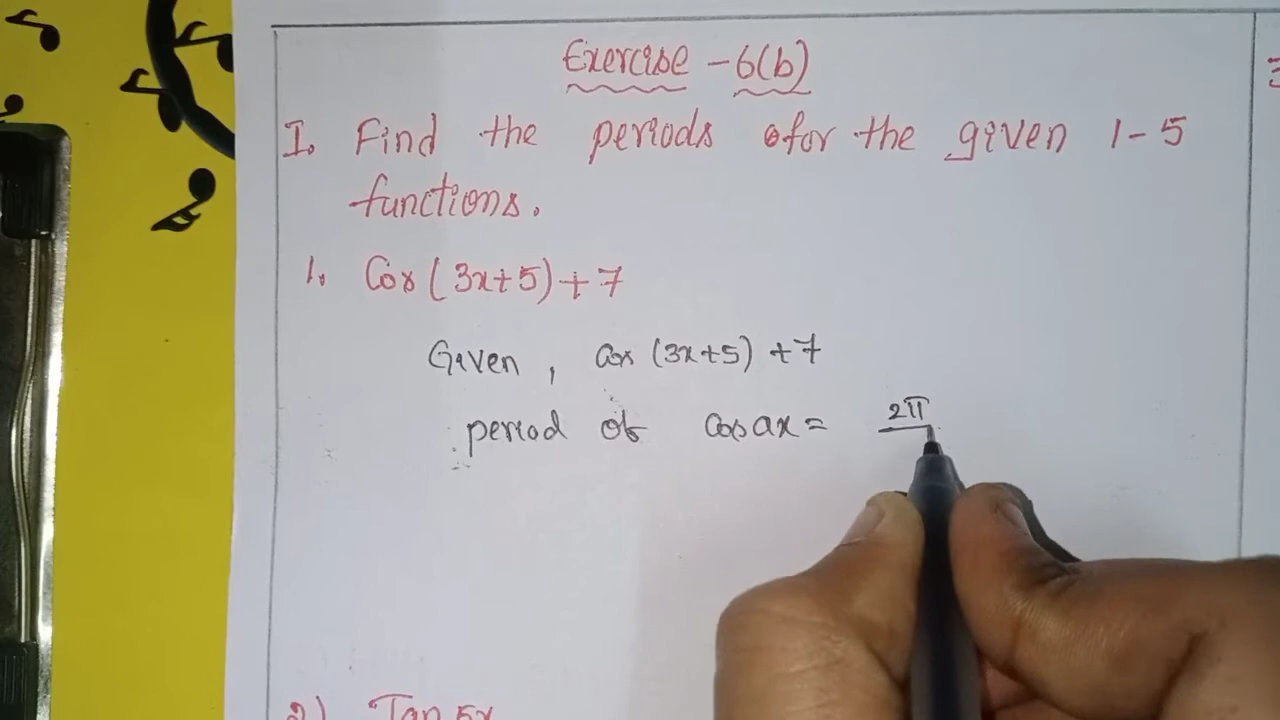 Exercise - 6(b)
I. Find the periods of for the given 1-5
functions.
1. Cos (3x+5)+7
Given, cos (3x+5) +7
period of cos ax = 2π
2) Tan 5x